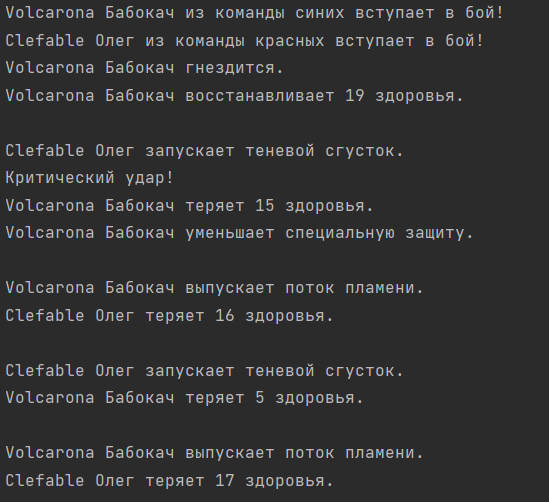 Volcarona Бабокач из команды синих вступает в бой!
Clefable Олег из команды красных вступает в бой!
Volcarona Бабокач гнездится.
Volcarona Бабокач восстанавливает 19 здоровья.
Clefable Олег запускает теневой сгусток.
Критический удар!
Volcarona Бабокач теряет 15 здоровья.
Volcarona Бабокач уменьшает специальную защиту.
Volcarona Бабокач выпускает поток пламени.
Clefable Олег теряет 16 здоровья.
Clefable Олег запускает теневой сгусток.
Volcarona Бабокач теряет 5 здоровья.
Volcarona Бабокач выпускает поток пламени.
Clefable Олег теряет 17 здоровья.